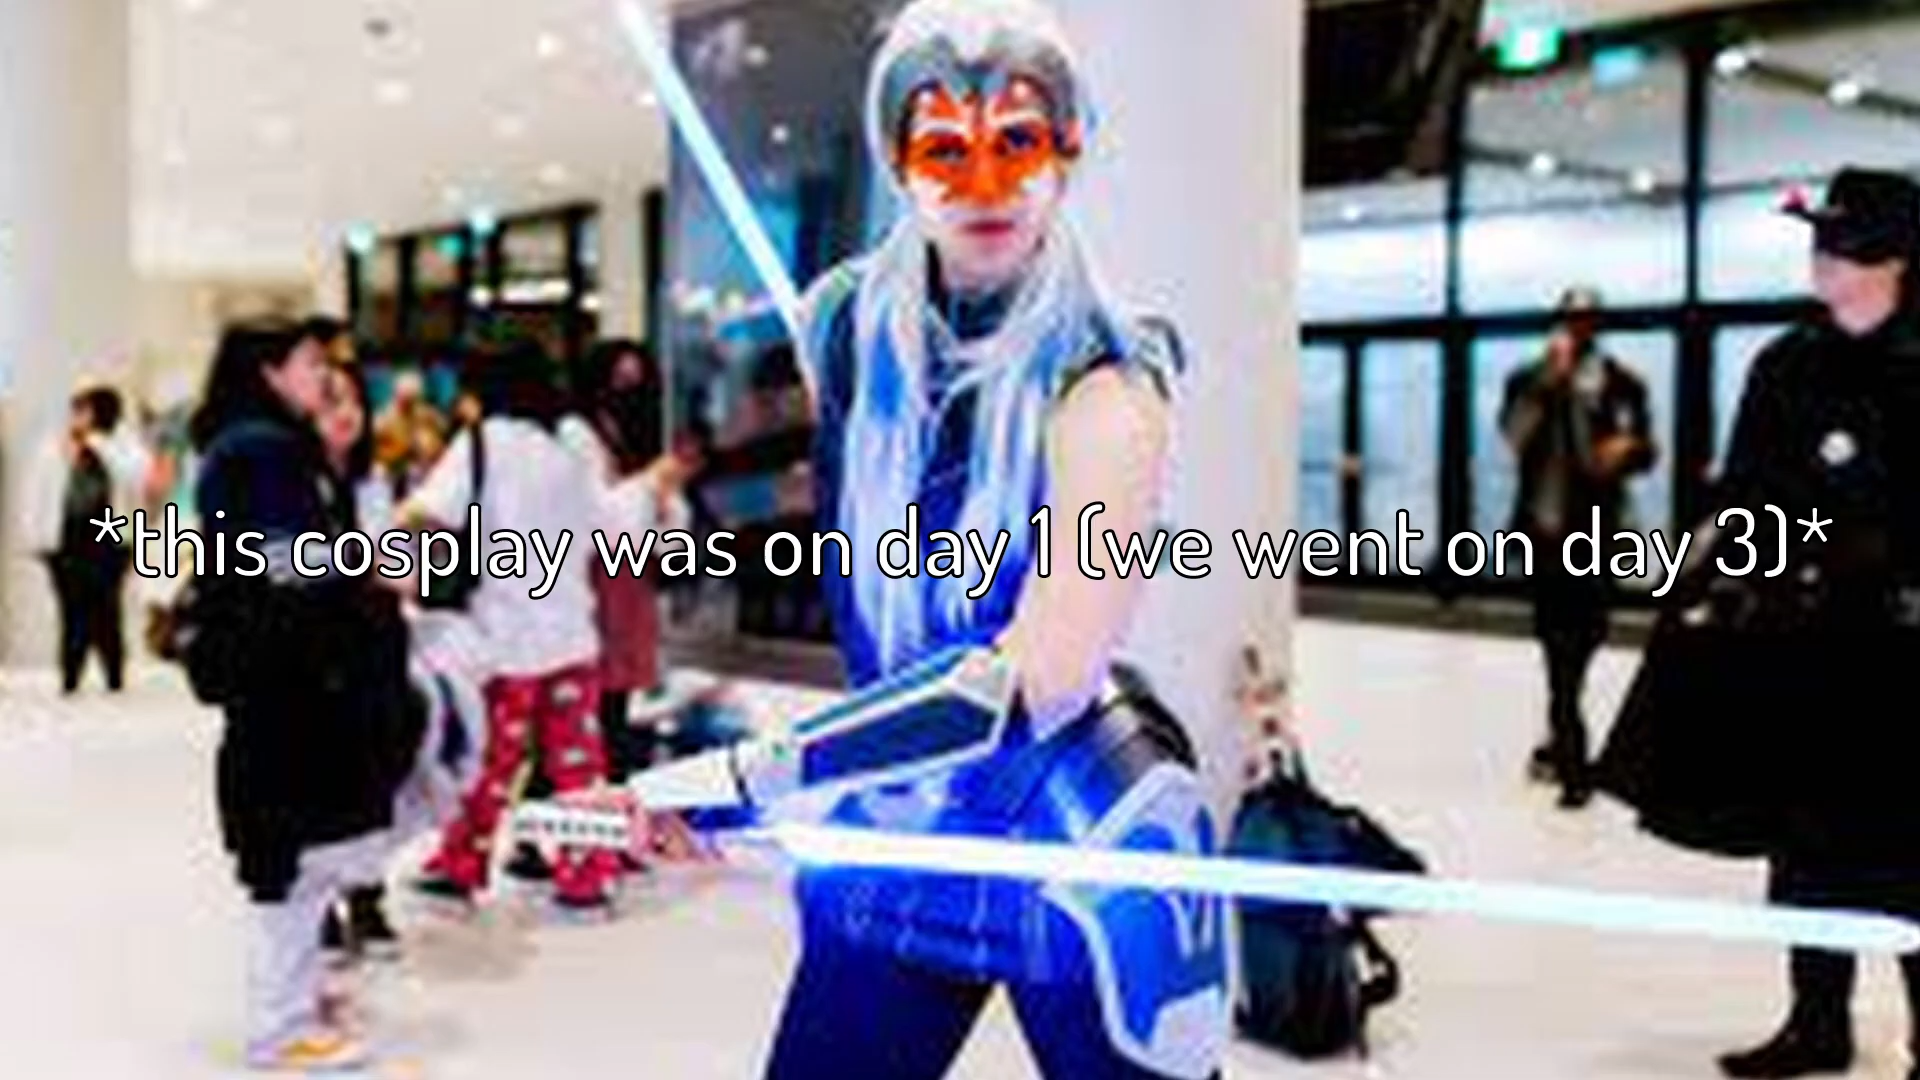 *this cosplay was on day 1 (we went on day 3)*